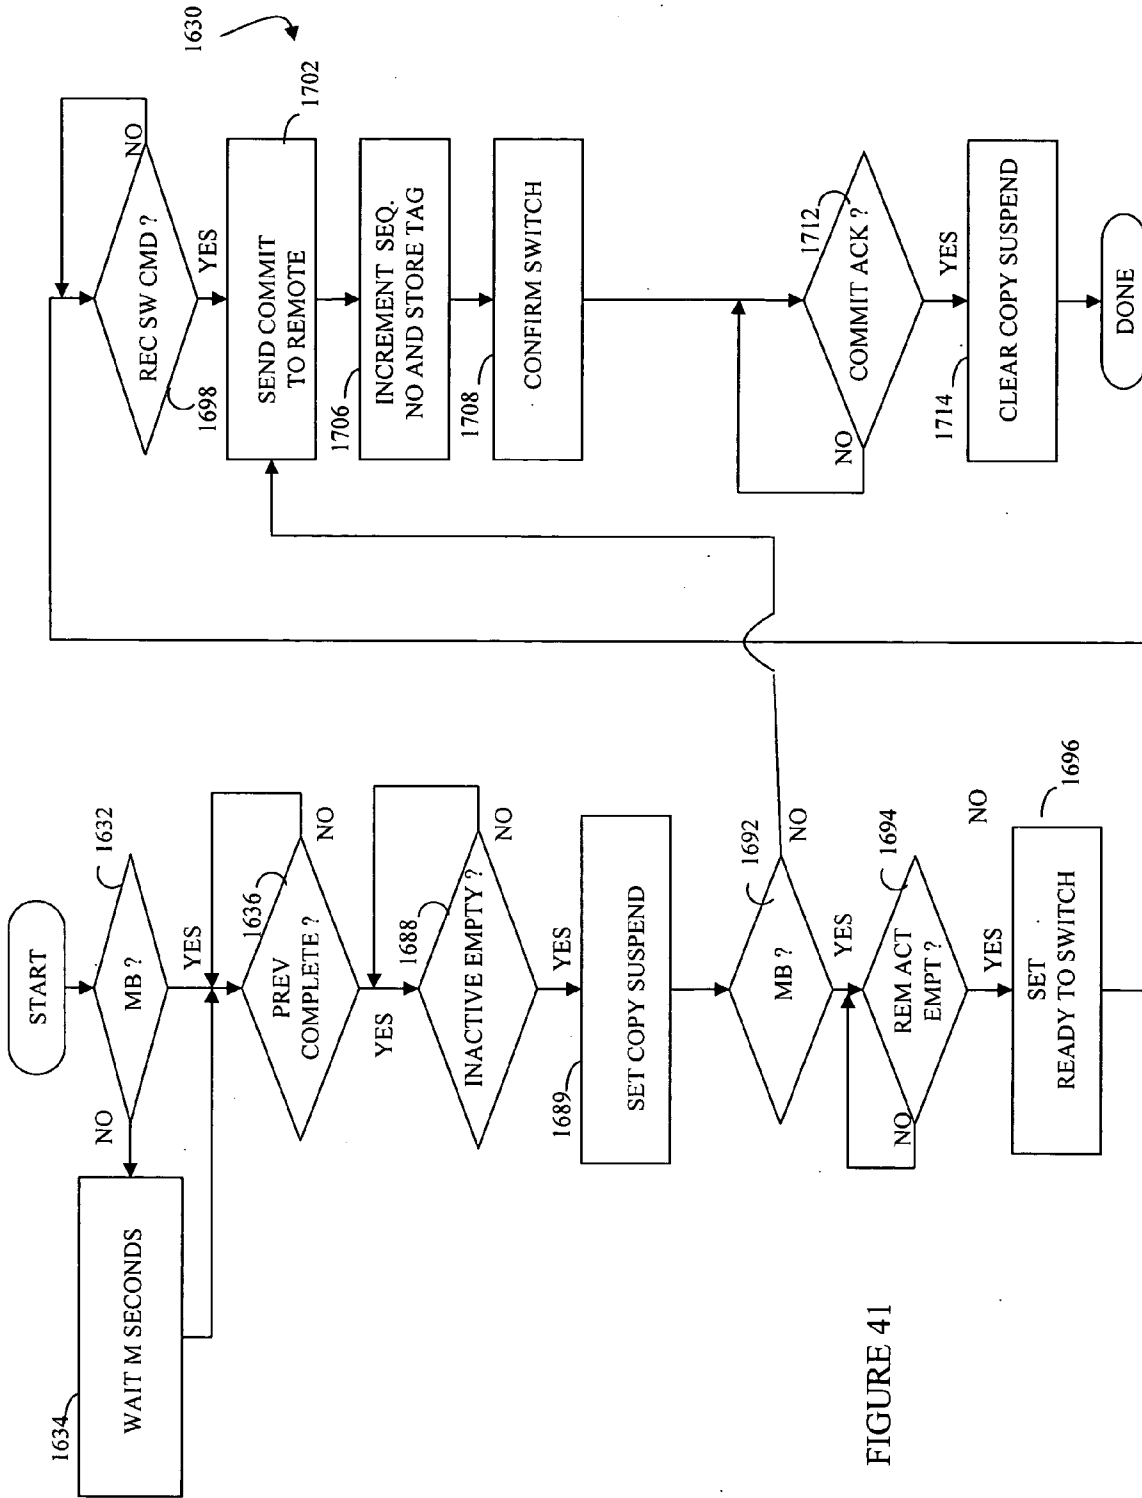 START
1632
MB ?
NO
YES
1634
WAIT M SECONDS
1636
PREV
COMPLETE ?
NO
YES
1688
INACTIVE EMPTY ?
NO
YES
1689
SET COPY SUSPEND
1692
MB ?
NO
YES
1694
REM ACT
EMPT ?
NO
YES
NO
1696
SET
READY TO SWITCH
1630
REC SW CMD ?
NO
1698
YES
1702
SEND COMMIT
TO REMOTE
1706
INCREMENT SEQ.
NO AND STORE TAG
1708
CONFIRM SWITCH
1712
COMMIT ACK ?
NO
YES
1714
CLEAR COPY SUSPEND
DONE
FIGURE 41